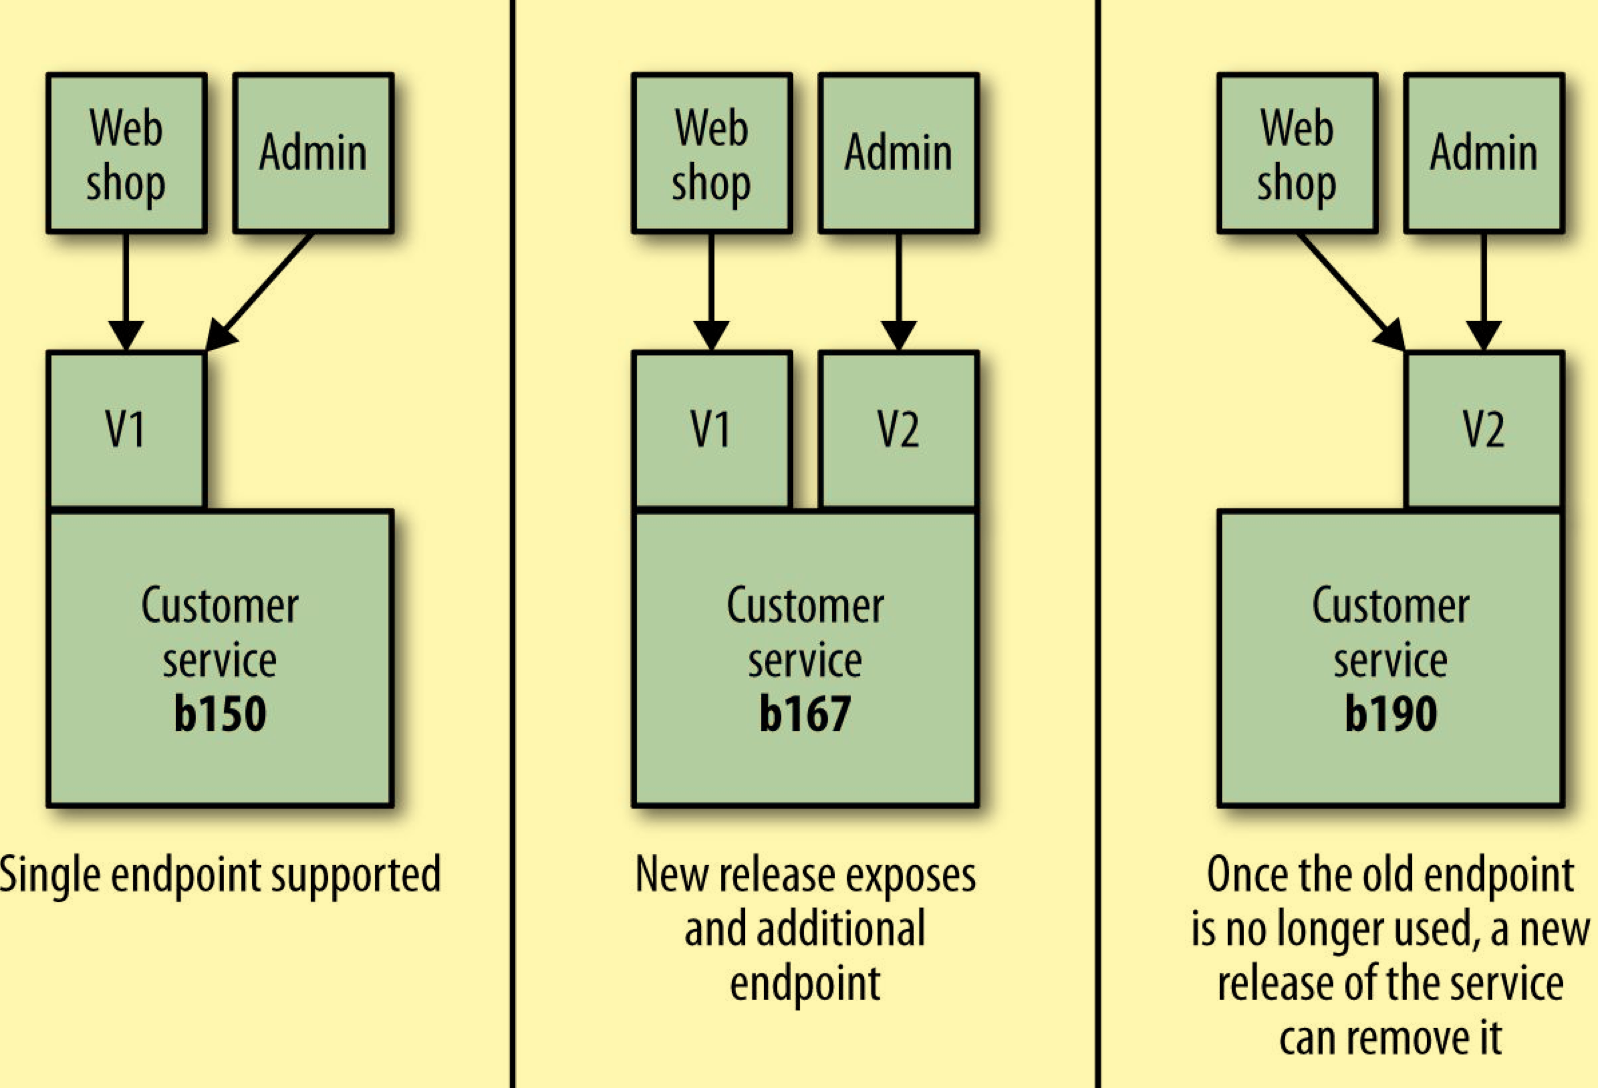 Web
shop
Admin
V1
Customer
service
b150
Single endpoint supported
Web
shop
Admin
V1
V2
Customer
service
b167
New release exposes
and additional
endpoint
Web
shop
Admin
V2
Customer
service
b190
Once the old endpoint
is no longer used, a new
release of the service
can remove it